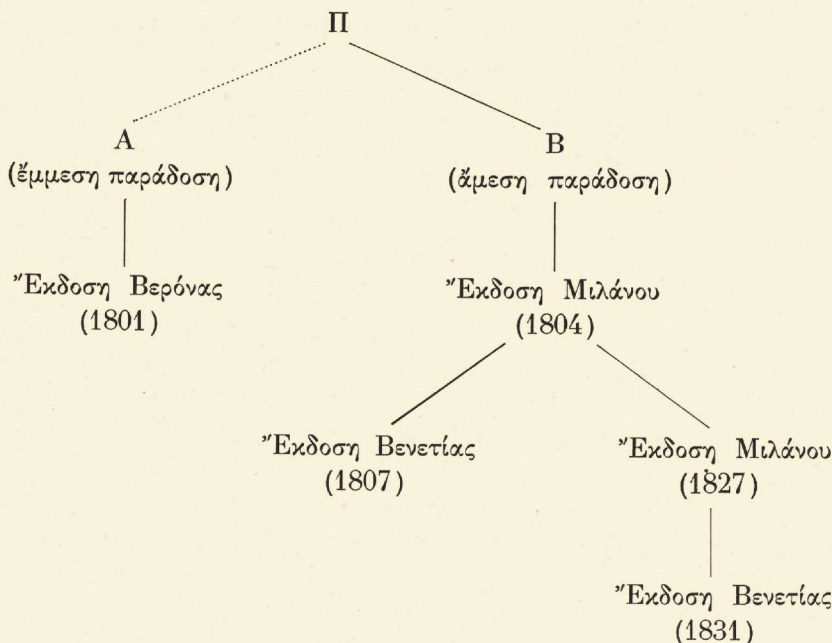 Π
Α
(ἔμμεση παράδοση)
Β
(ἄμεση παράδοση)
Ἔκδοση Βερόνας
(1801)
Ἔκδοση Μιλάνου
(1804)
Ἔκδοση Βενετίας
(1807)
Ἔκδοση Μιλάνου
(1827)
Ἔκδοση Βενετίας
(1831)